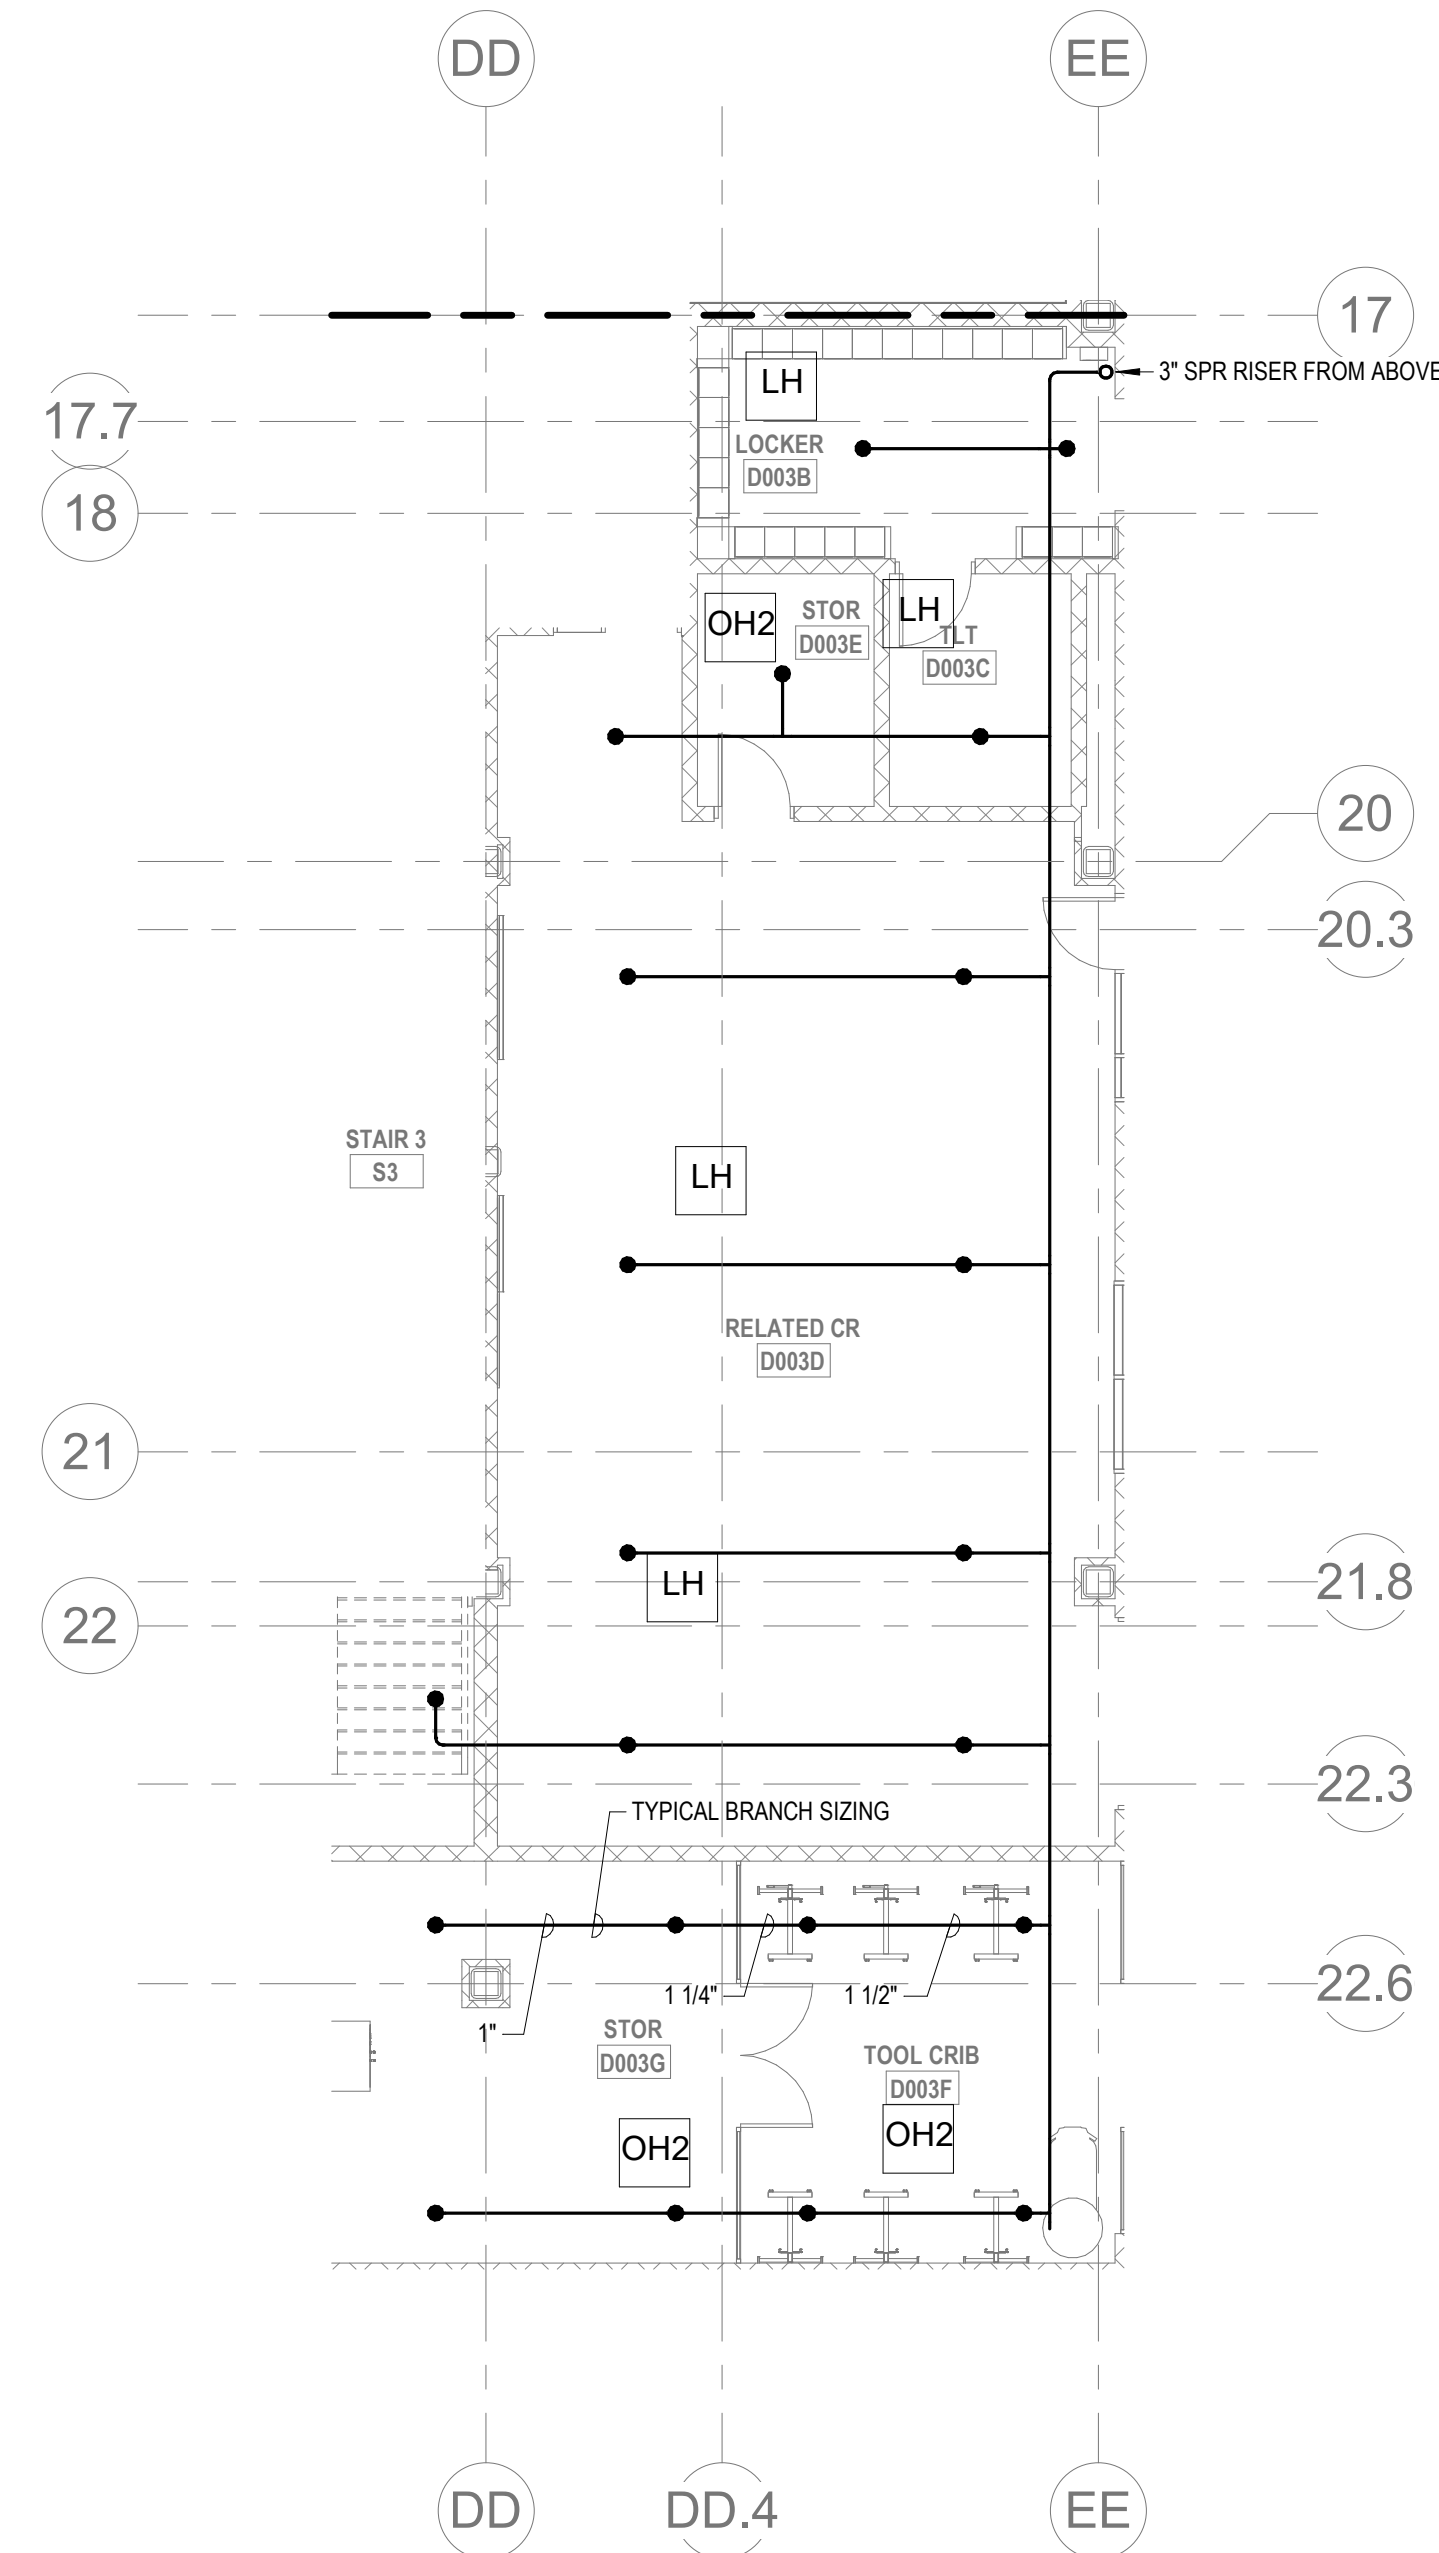 DD
EE
17
LH
3" SPR RISER FROM ABOVE
17.7
LOCKER
D003B
18
OH2
STOR
D003E
LH
TLT
D003C
20
20.3
STAIR 3
S3
LH
RELATED CR
D003D
21
LH
21.8
22
22.3
TYPICAL BRANCH SIZING
1 1/4"
1 1/2"
22.6
1"
STOR
D003G
TOOL CRIB
D003F
OH2
OH2
DD
DD.4
EE